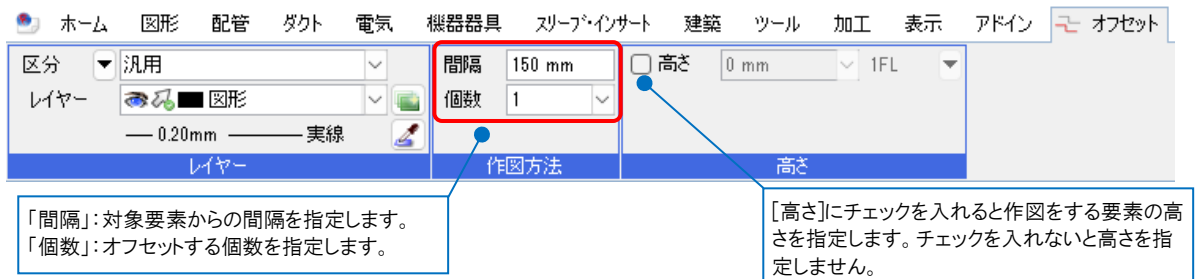 ホーム 図形 配管 ダクト 電気 機器器具 スリーブ・インサート 建築 ツール 加工 表示 アドイン オフセット
区分 汎用 間隔 150 mm 高さ 0 mm 1FL
レイヤー 図形 個数 1
0.20mm 実線
レイヤー 作図方法 高さ
「間隔」：対象要素からの間隔を指定します。
「個数」：オフセットする個数を指定します。
[高さ]にチェックを入れると作図をする要素の高
さを指定します。チェックを入れないと高さを指
定しません。